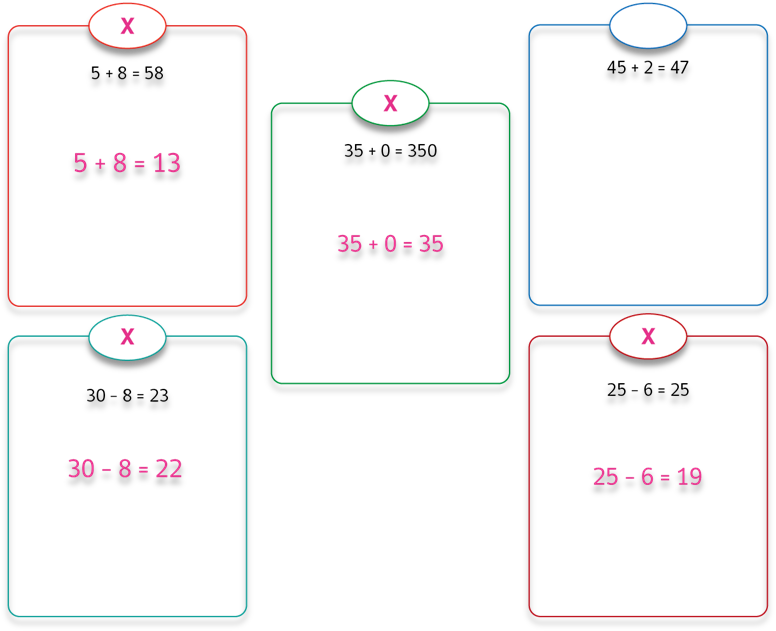 X
5 + 8 = 58
5 + 8 = 13
X
35 + 0 = 350
35 + 0 = 35
45 + 2 = 47
X
30 – 8 = 23
30 – 8 = 22
X
25 – 6 = 25
25 – 6 = 19